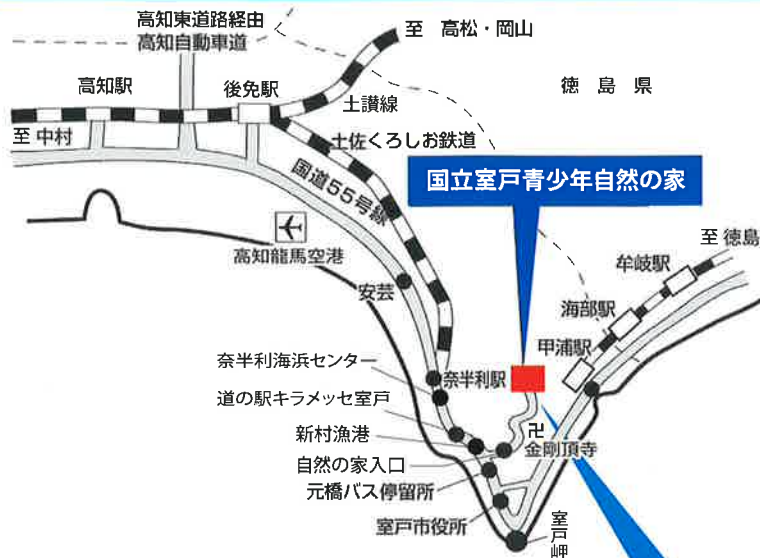 高知東道路経由
高知自動車道
至 高松・岡山
高知駅
後免駅
徳島県
土讃線
至 中村
土佐くろしお鉄道
国道55号線
国立室戸青少年自然の家
高知龍馬空港
至 徳島
牟岐駅
安芸
海部駅
甲浦駅
奈半利海浜センター
奈半利駅
道の駅キラメッセ室戸
新村漁港
卍
金剛頂寺
自然の家入口
元橋バス停留所
室戸市役所
室戸岬